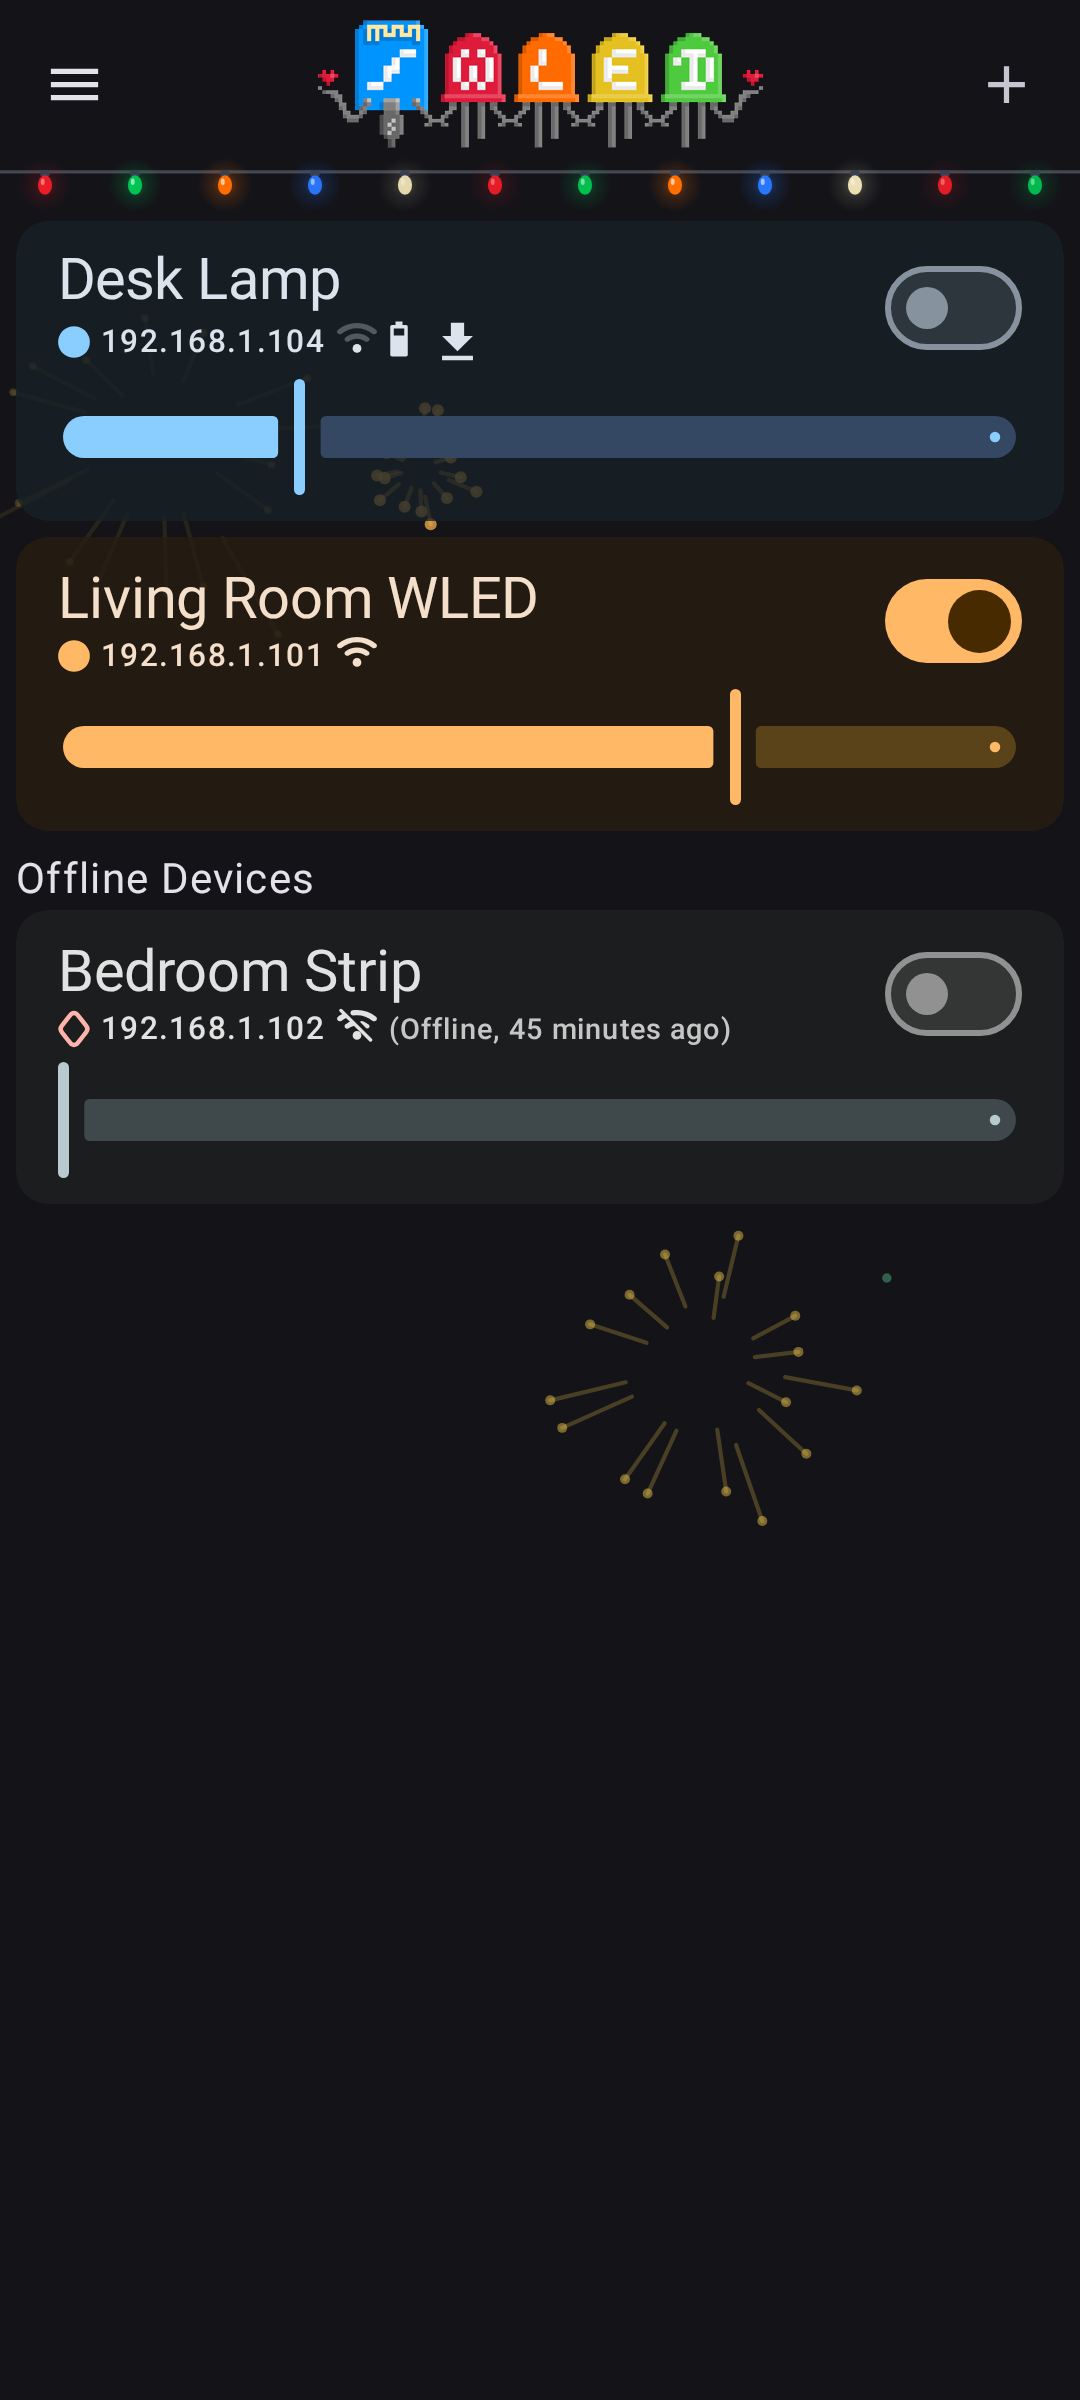 WLED
Desk Lamp
192.168.1.104
Living Room WLED
192.168.1.101
Offline Devices
Bedroom Strip
192.168.1.102 (Offline, 45 minutes ago)